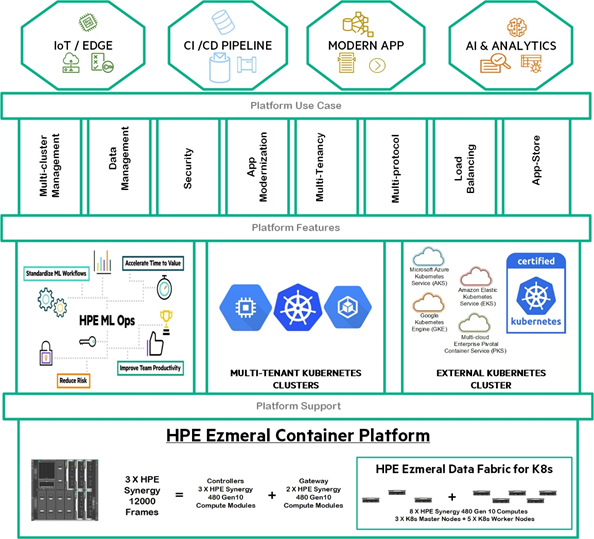 IoT / EDGE
CI /CD PIPELINE
MODERN APP
AI & ANALYTICS
Platform Use Case
Multi-cluster
Management
Data
Management
Security
App
Modernization
Multi-Tenancy
Multi-protocol
Load
Balancing
App-Store
Platform Features
Standardize ML Workflows
Accelerate Time to Value
HPE ML Ops
Reduce Risk
Improve Team Productivity
MULTI-TENANT KUBERNETES
CLUSTERS
Microsoft Azure
Kubernetes
Service (AKS)
Amazon Elastic
Kubernetes
Service (EKS)
Google
Kubernetes
Engine (GKE)
Multi-cloud
Enterprise Pivotal
Container Service (PKS)
certified
kubernetes
EXTERNAL KUBERNETES
CLUSTER
Platform Support
HPE Ezmeral Container Platform
3 X HPE
Synergy
12000
Frames
=
Controllers
3 X HPE Synergy
480 Gen10
Compute Modules
+
Gateway
2 X HPE Synergy
480 Gen10
Compute Modules
+
HPE Ezmeral Data Fabric for K8s
+
8 X HPE Synergy 480 Gen 10 Computes
3 X K8s Master Nodes + 5 X K8s Worker Nodes